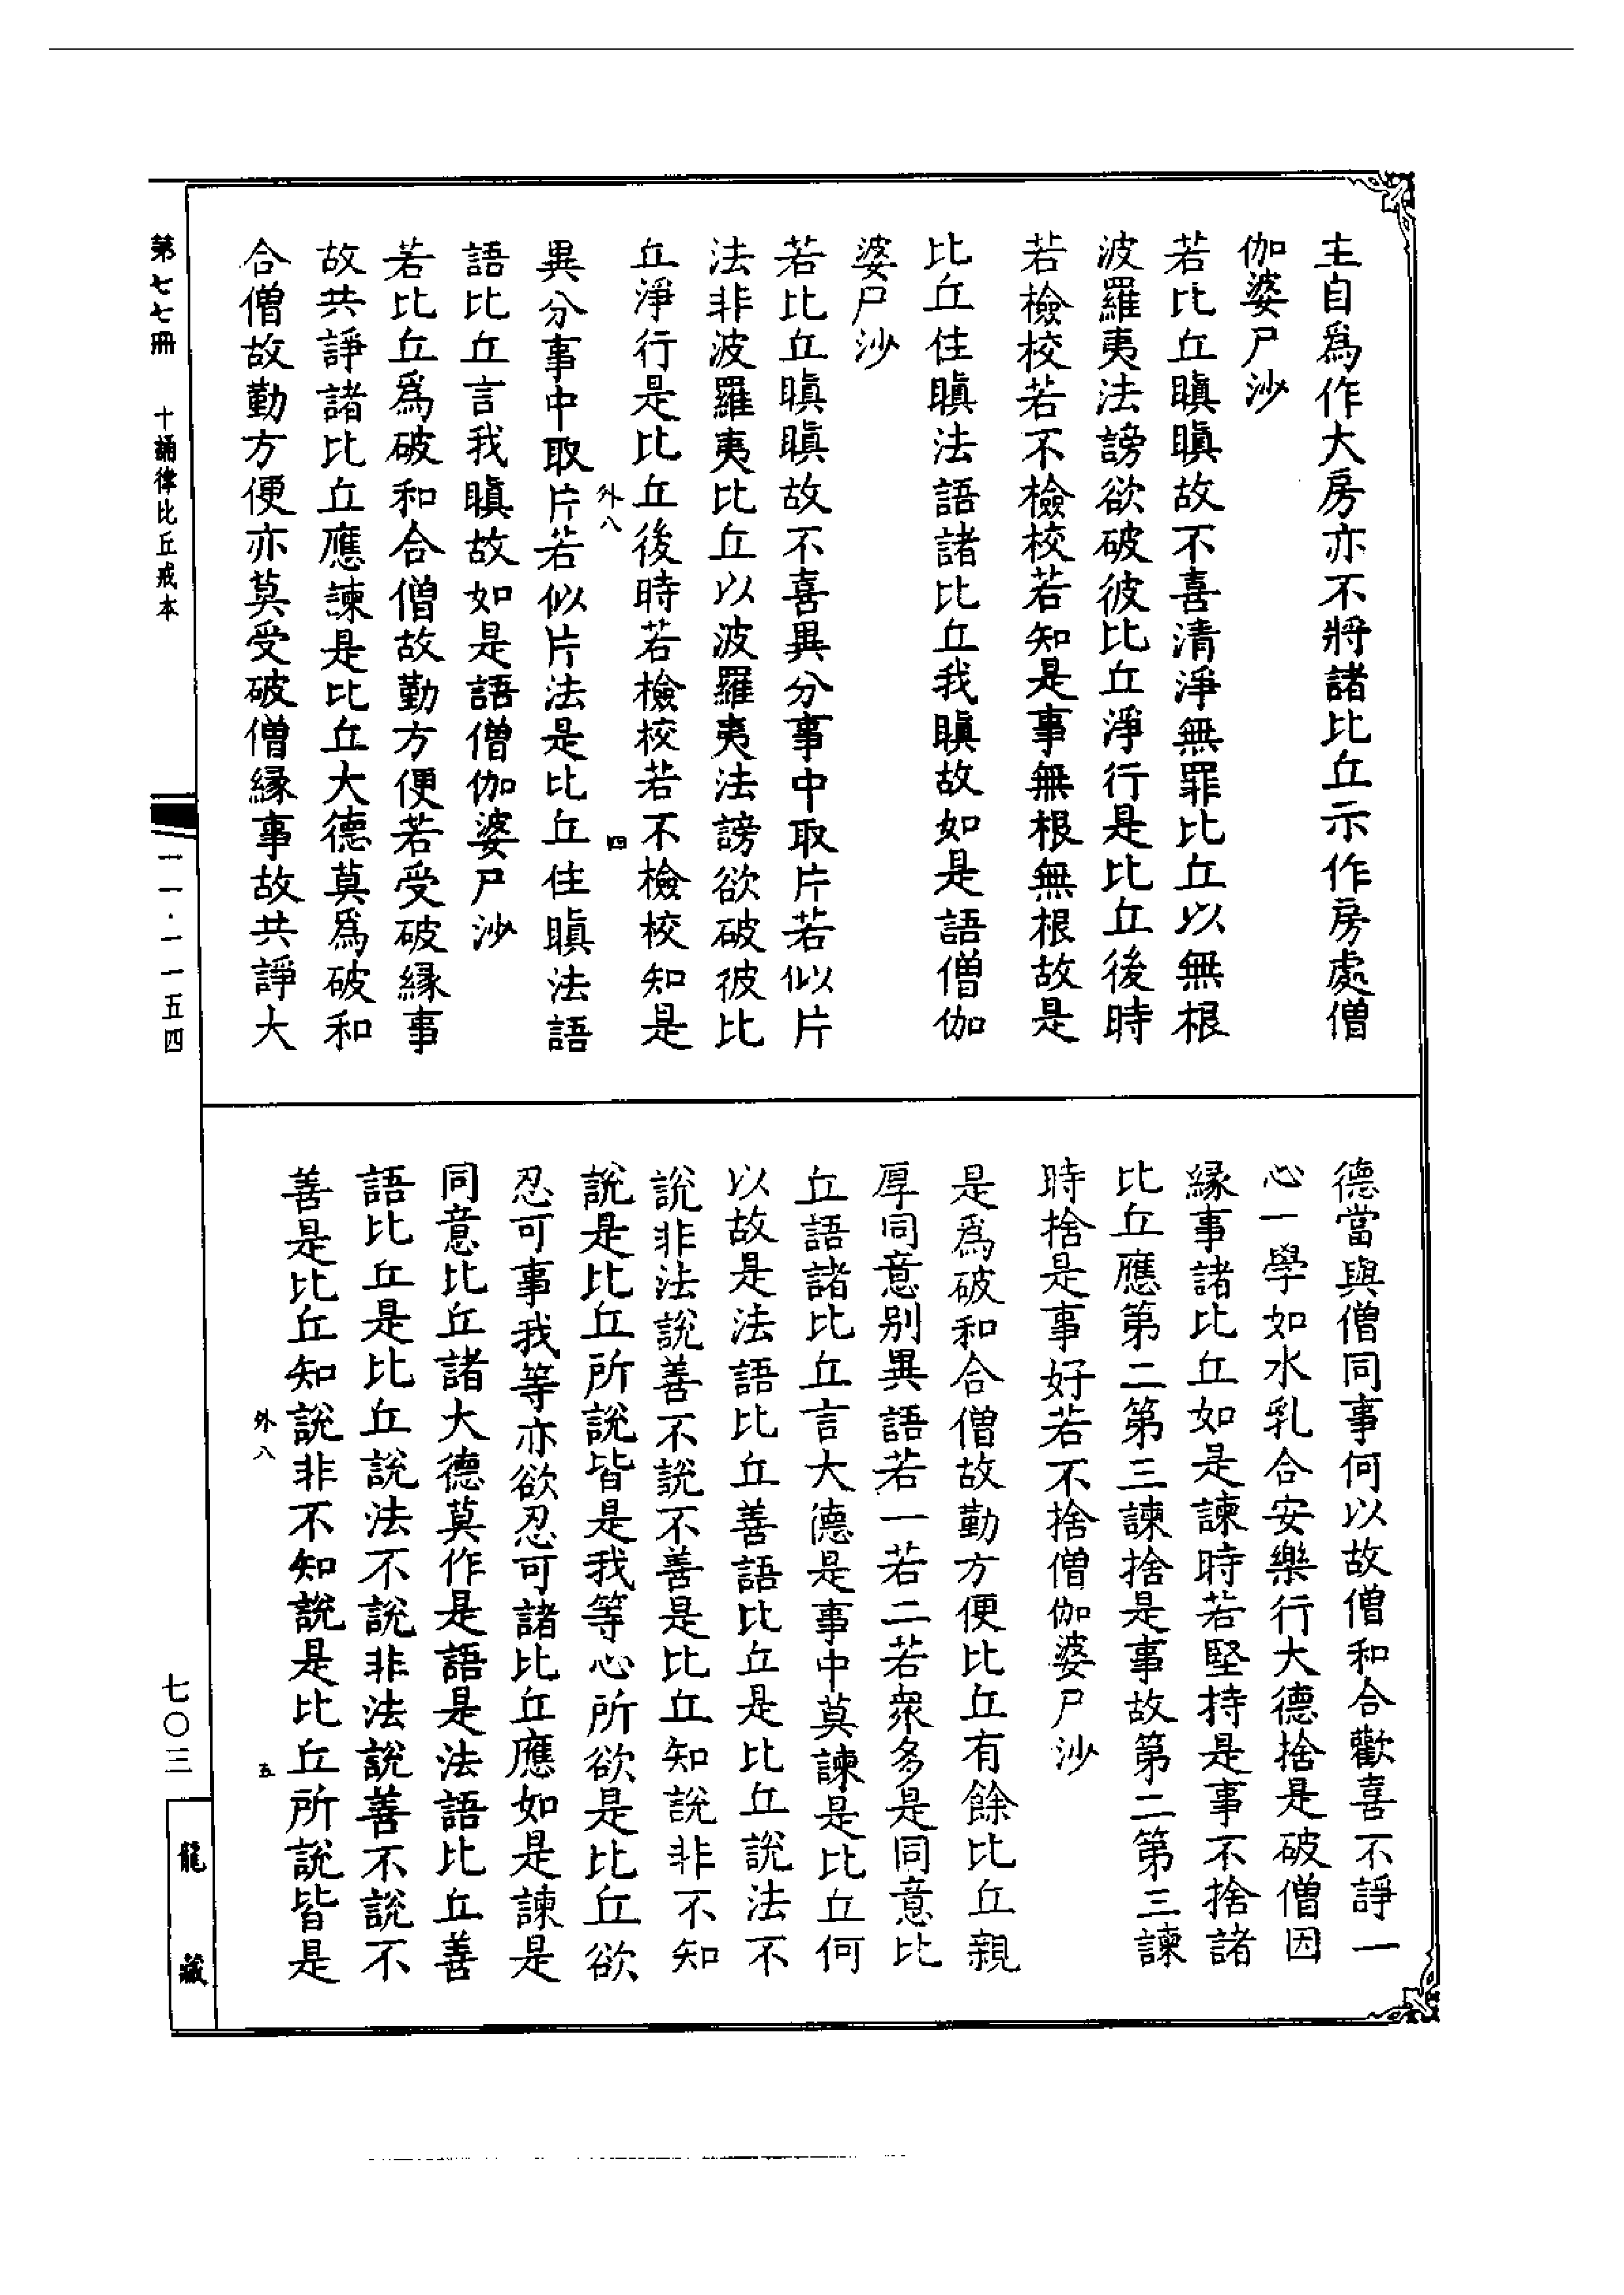 主自爲作大房亦不將諸比丘示作房處僧
伽婆尸沙
若比丘瞋瞋故不喜清淨無罪比丘以無根
波羅夷法謗欲破彼比丘淨行是比丘後時
若檢校若不檢校若知是事無根無根故是
比丘住瞋法語諸比丘我瞋故如是語僧伽
婆尸沙
若比丘瞋瞋故不喜異分事中取片若似片
法非波羅夷比丘以波羅夷法謗欲破彼比
丘淨行是比丘後時若檢校若不檢校知是
外八
四
異分事中取片若似片法是比丘住瞋法語
語比丘言我瞋故如是語僧伽婆尸沙
若比丘爲破和合僧故勤方便若受破緣事
故共諍諸比丘應諫是比丘大德莫爲破和
合僧故勤方便亦莫受破僧緣事故共諍大
第七七冊
十誦律比丘戒本
一一·一一五四
德當與僧同事何以故僧和合歡喜不諍一
心一學如水乳合安樂行大德捨是破僧因
緣事諸比丘如是諫時若堅持是事不捨諸
比丘應第二第三諫捨是事故第二第三諫
時捨是事好若不捨僧伽婆尸沙
是爲破和合僧故勤方便比丘有餘比丘親
厚同意別異語若一若二若衆多是同意比
丘語諸比丘言大德是事中莫諫是比丘何
以故是法語比丘善語比丘是比丘說法不
說非法說善不說不善是比丘知說非不知
說是比丘所說皆是我等心所欲是比丘欲
忍可事我等亦欲忍可諸比丘應如是諫是
同意比丘諸大德莫作是語是法語比丘善
語比丘是比丘說法不說非法說善不說不
善是比丘知說非不知說是比丘所說皆是
外八
五
七〇三
龍藏